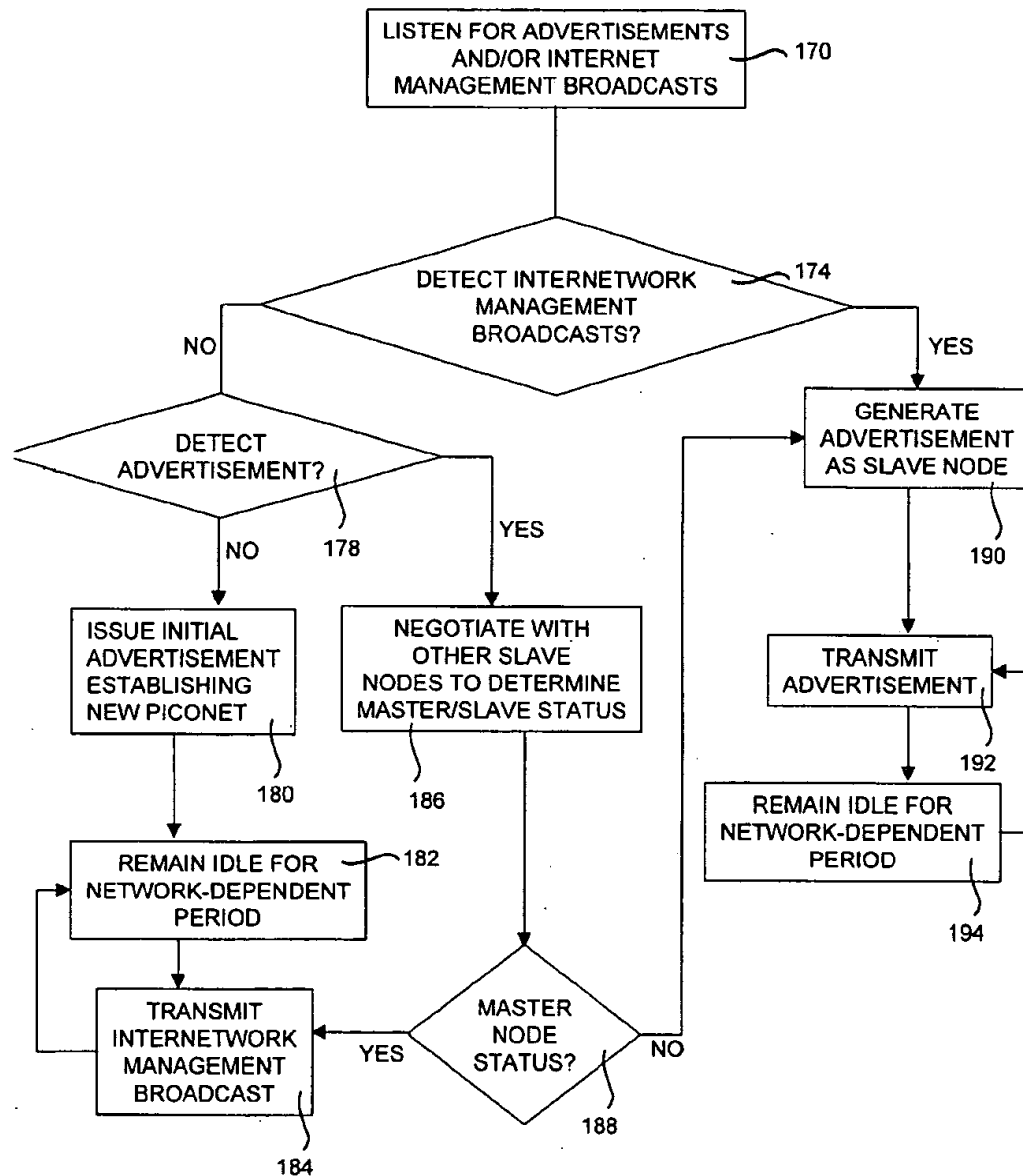 LISTEN FOR ADVERTISEMENTS
AND/OR INTERNET
MANAGEMENT BROADCASTS
170
DETECT INTERNETWORK
MANAGEMENT
BROADCASTS?
174
NO
YES
DETECT
ADVERTISEMENT?
178
GENERATE
ADVERTISEMENT
AS SLAVE NODE
190
NO
YES
ISSUE INITIAL
ADVERTISEMENT
ESTABLISHING
NEW PICONET
180
NEGOTIATE WITH
OTHER SLAVE
NODES TO DETERMINE
MASTER/SLAVE STATUS
186
TRANSMIT
ADVERTISEMENT
192
REMAIN IDLE FOR
NETWORK-DEPENDENT
PERIOD
194
REMAIN IDLE FOR
NETWORK-DEPENDENT
PERIOD
182
TRANSMIT
INTERNETWORK
MANAGEMENT
BROADCAST
184
YES
MASTER
NODE
STATUS?
188
NO